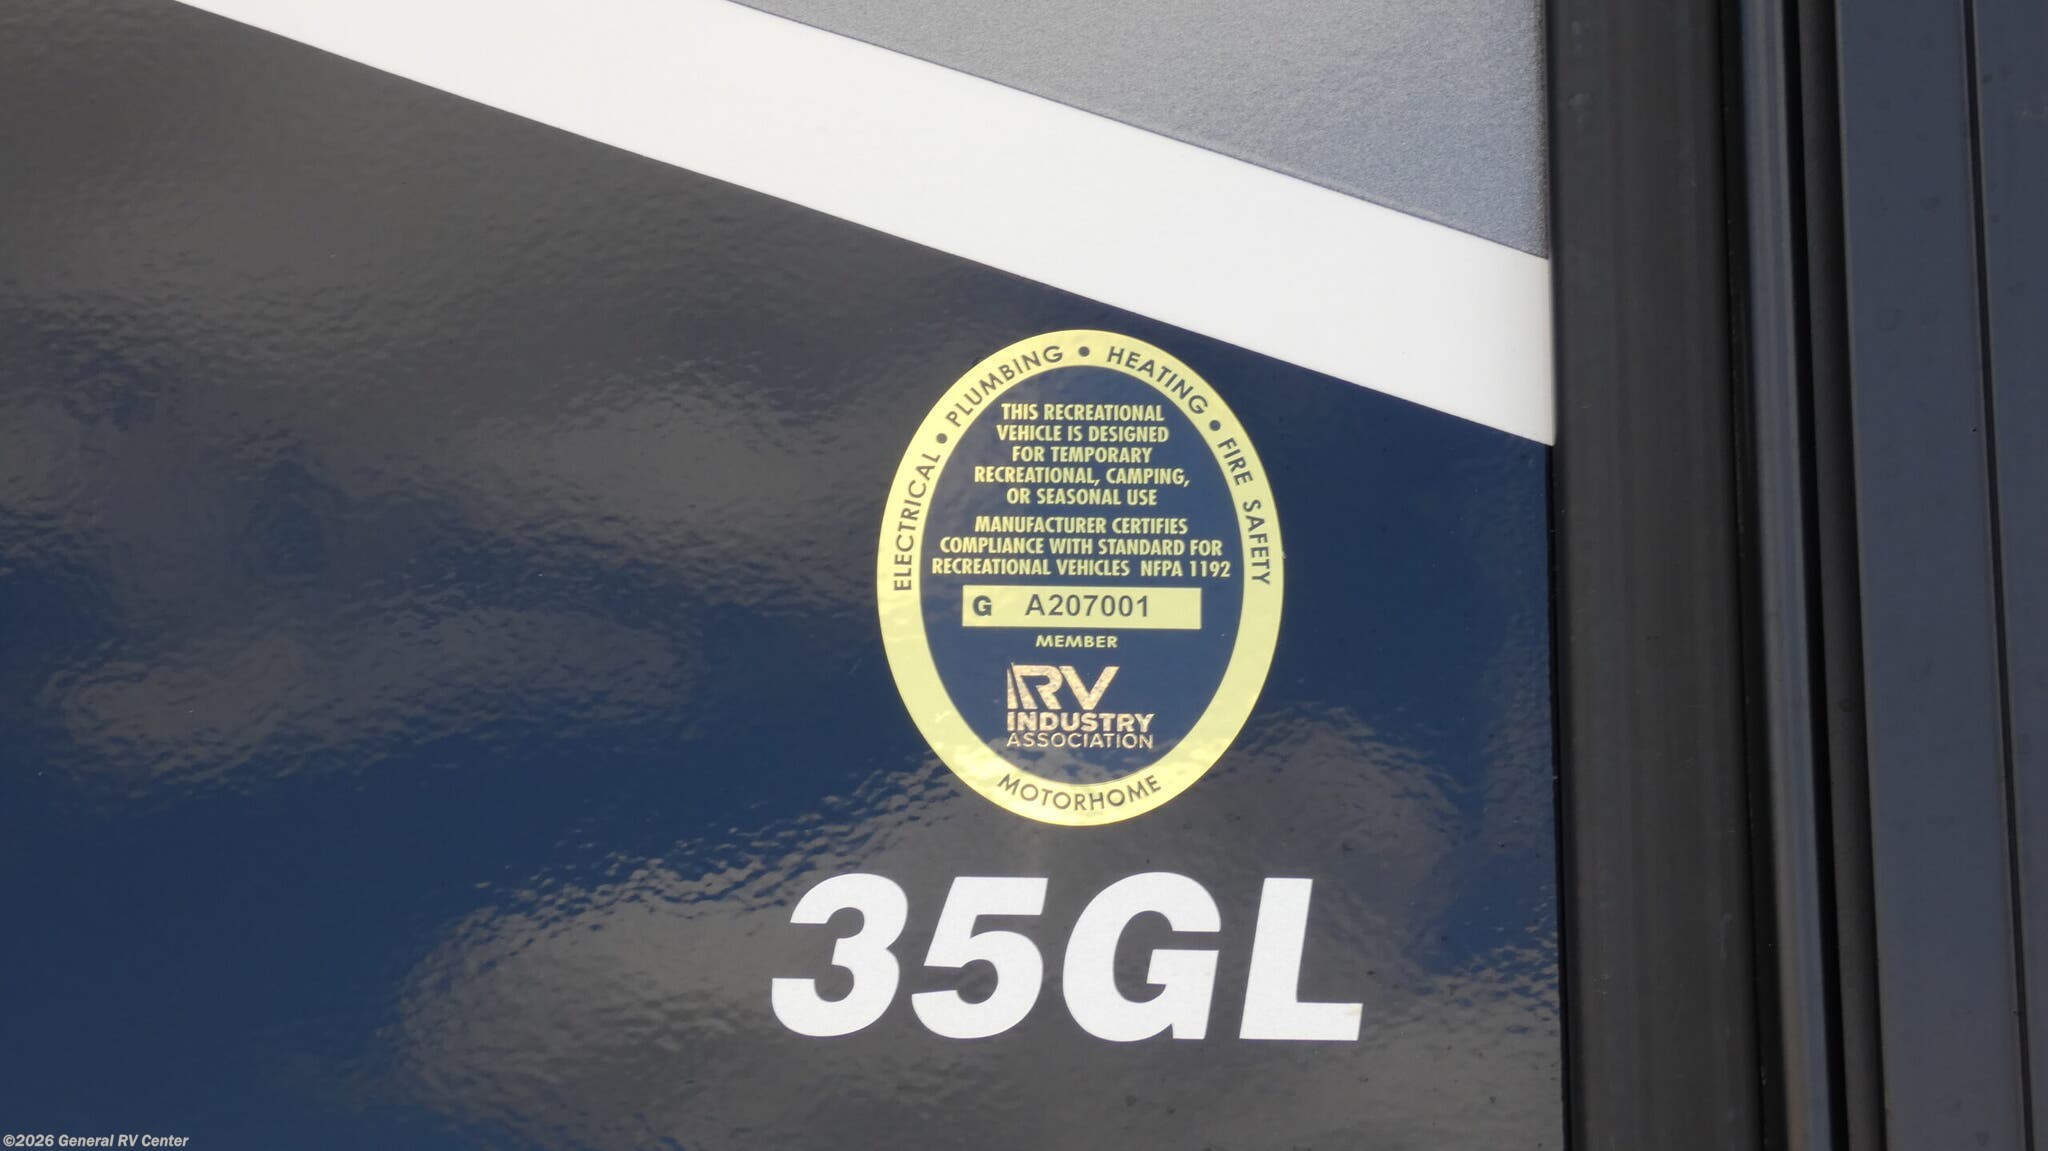 ELECTRICAL • PLUMBING • HEATING • FIRE SAFETY
THIS RECREATIONAL
VEHICLE IS DESIGNED
FOR TEMPORARY
RECREATIONAL, CAMPING,
OR SEASONAL USE
MANUFACTURER CERTIFIES
COMPLIANCE WITH STANDARD FOR
RECREATIONAL VEHICLES NFPA 1192
G A207001
MEMBER
RV
INDUSTRY
ASSOCIATION
MOTORHOME
35GL
©2026 General RV Center